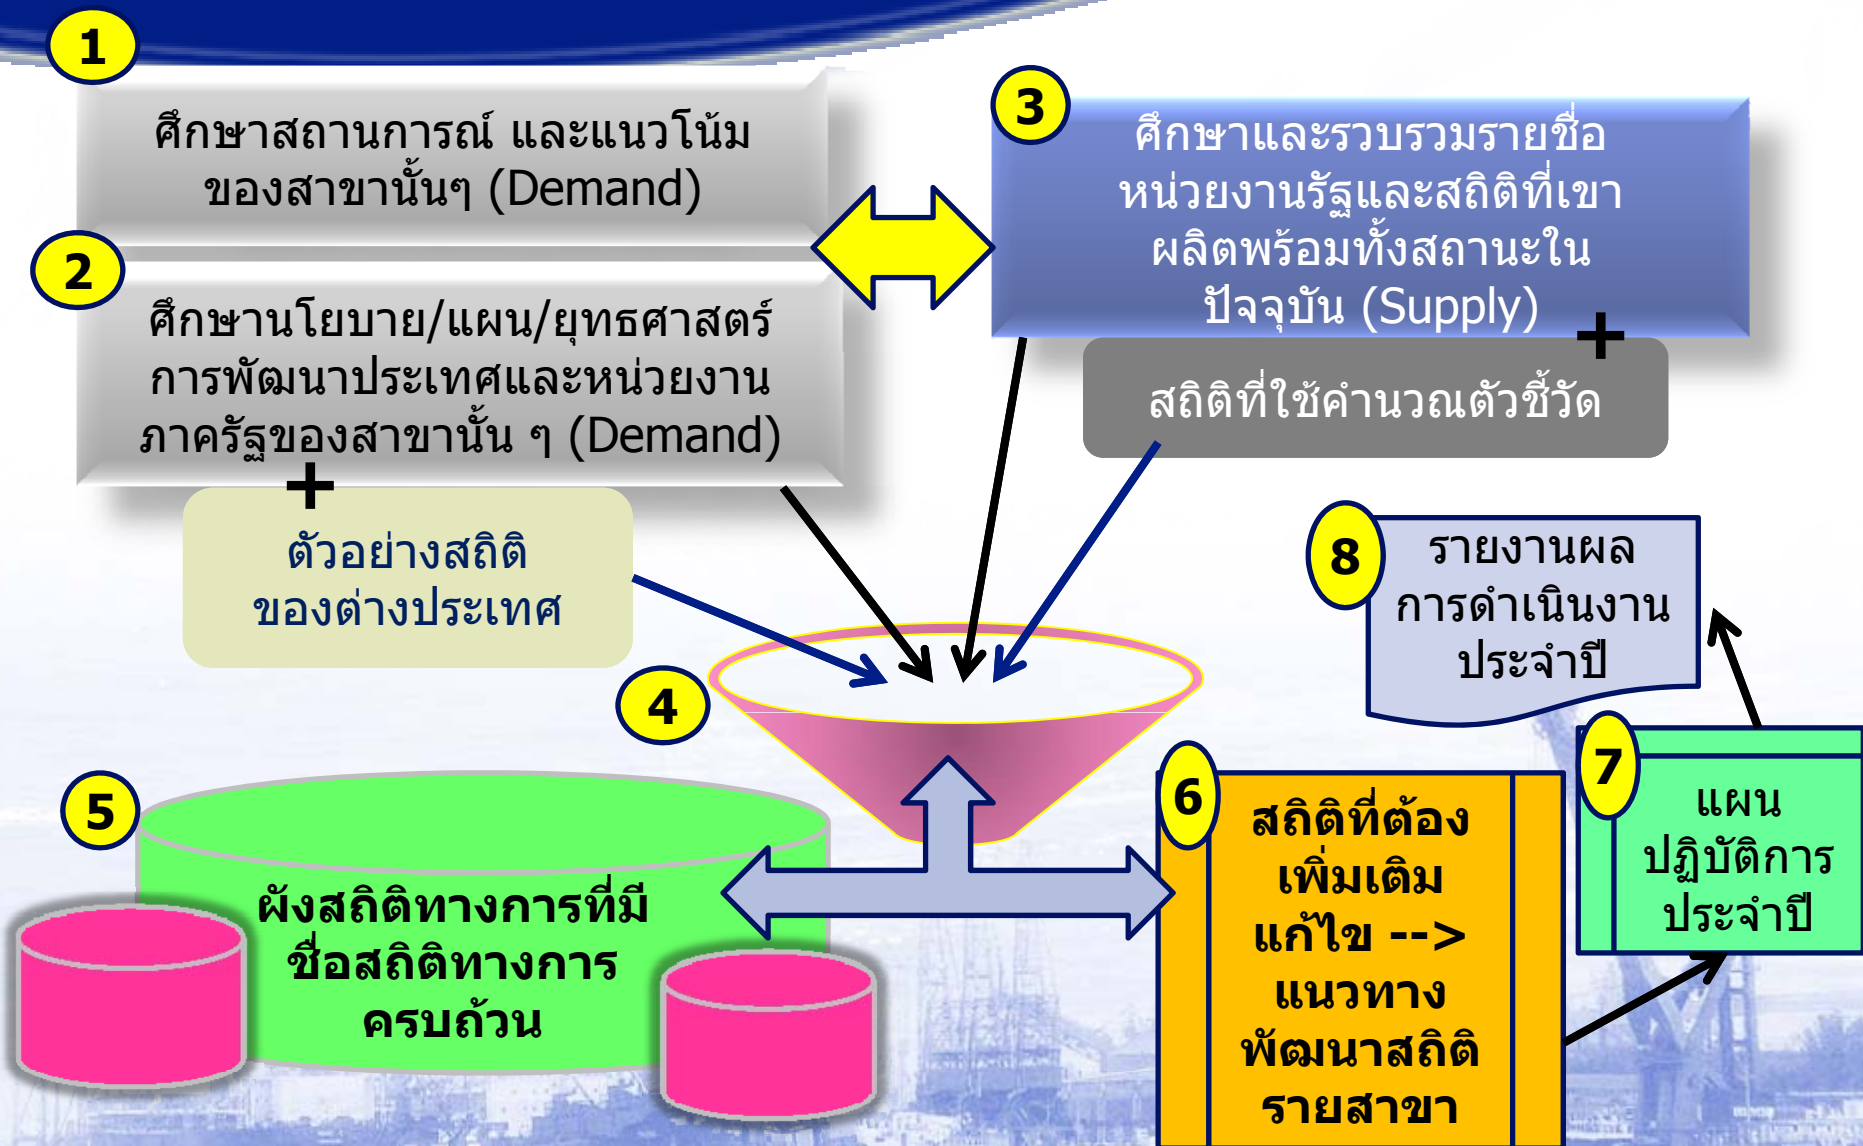 1
ศึกษาสถานการณ์ และแนวโน้ม
ของสาขานั้นๆ (Demand)
2
ศึกษานโยบาย/แผน/ยุทธศาสตร์
การพัฒนาประเทศและหน่วยงาน
ภาครัฐของสาขานั้น ๆ (Demand)
+
ตัวอย่างสถิติ
ของต่างประเทศ
3
ศึกษาและรวบรวมรายชื่อ
หน่วยงานรัฐและสถิติที่เขา
ผลิตพร้อมทั้งสถานะใน
ปัจจุบัน (Supply)
+
สถิติที่ใช้คำนวณตัวชี้วัด
4
5
ผังสถิติทางการที่มี
ชื่อสถิติทางการ
ครบถ้วน
6
สถิติที่ต้อง
เพิ่มเติม
แก้ไข -->
แนวทาง
พัฒนาสถิติ
รายสาขา
7
แผน
ปฏิบัติการ
ประจำปี
8
รายงานผล
การดำเนินงาน
ประจำปี